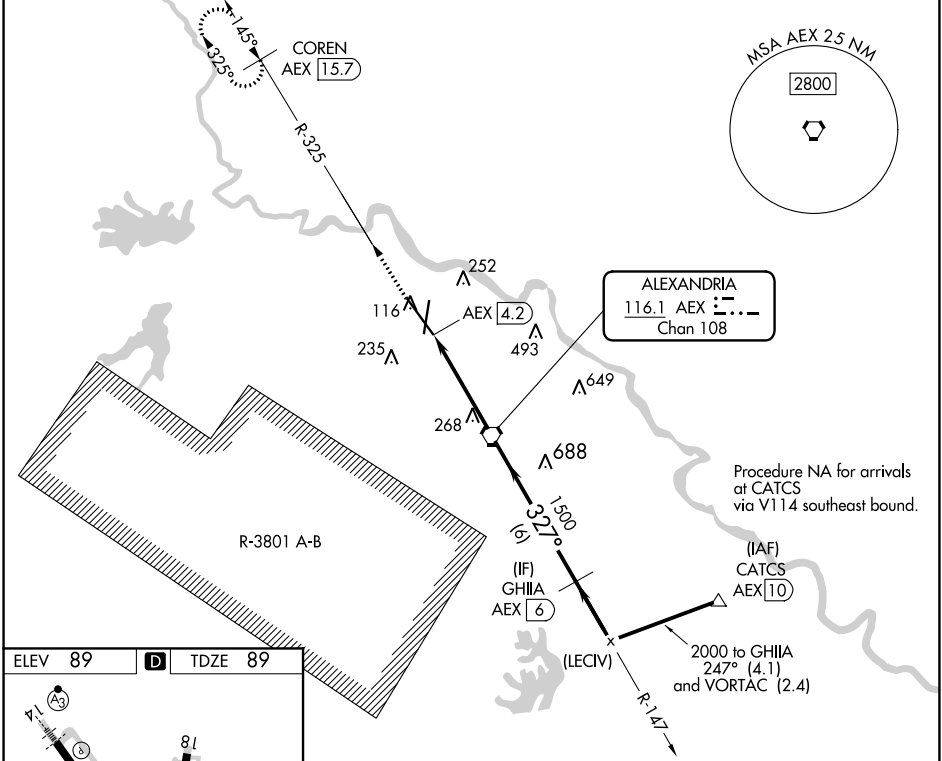 145°
325°
COREN
AEX 15.7
MSA AEX 25 NM
2800
R-325
252
116
AEX 4.2
493
235
ALEXANDRIA
116.1 AEX
Chan 108
649
268
688
Procedure NA for arrivals
at CATCS
via V114 southeast bound.
1500
327°
(6)
R-3801 A-B
(IF)
GHIIA
AEX 6
(IAF)
CATCS
AEX 10
(LECIV)
2000 to GHIIA
247° (4.1)
and VORTAC (2.4)
R-147
ELEV 89
D
TDZE 89
A3
14
P
18